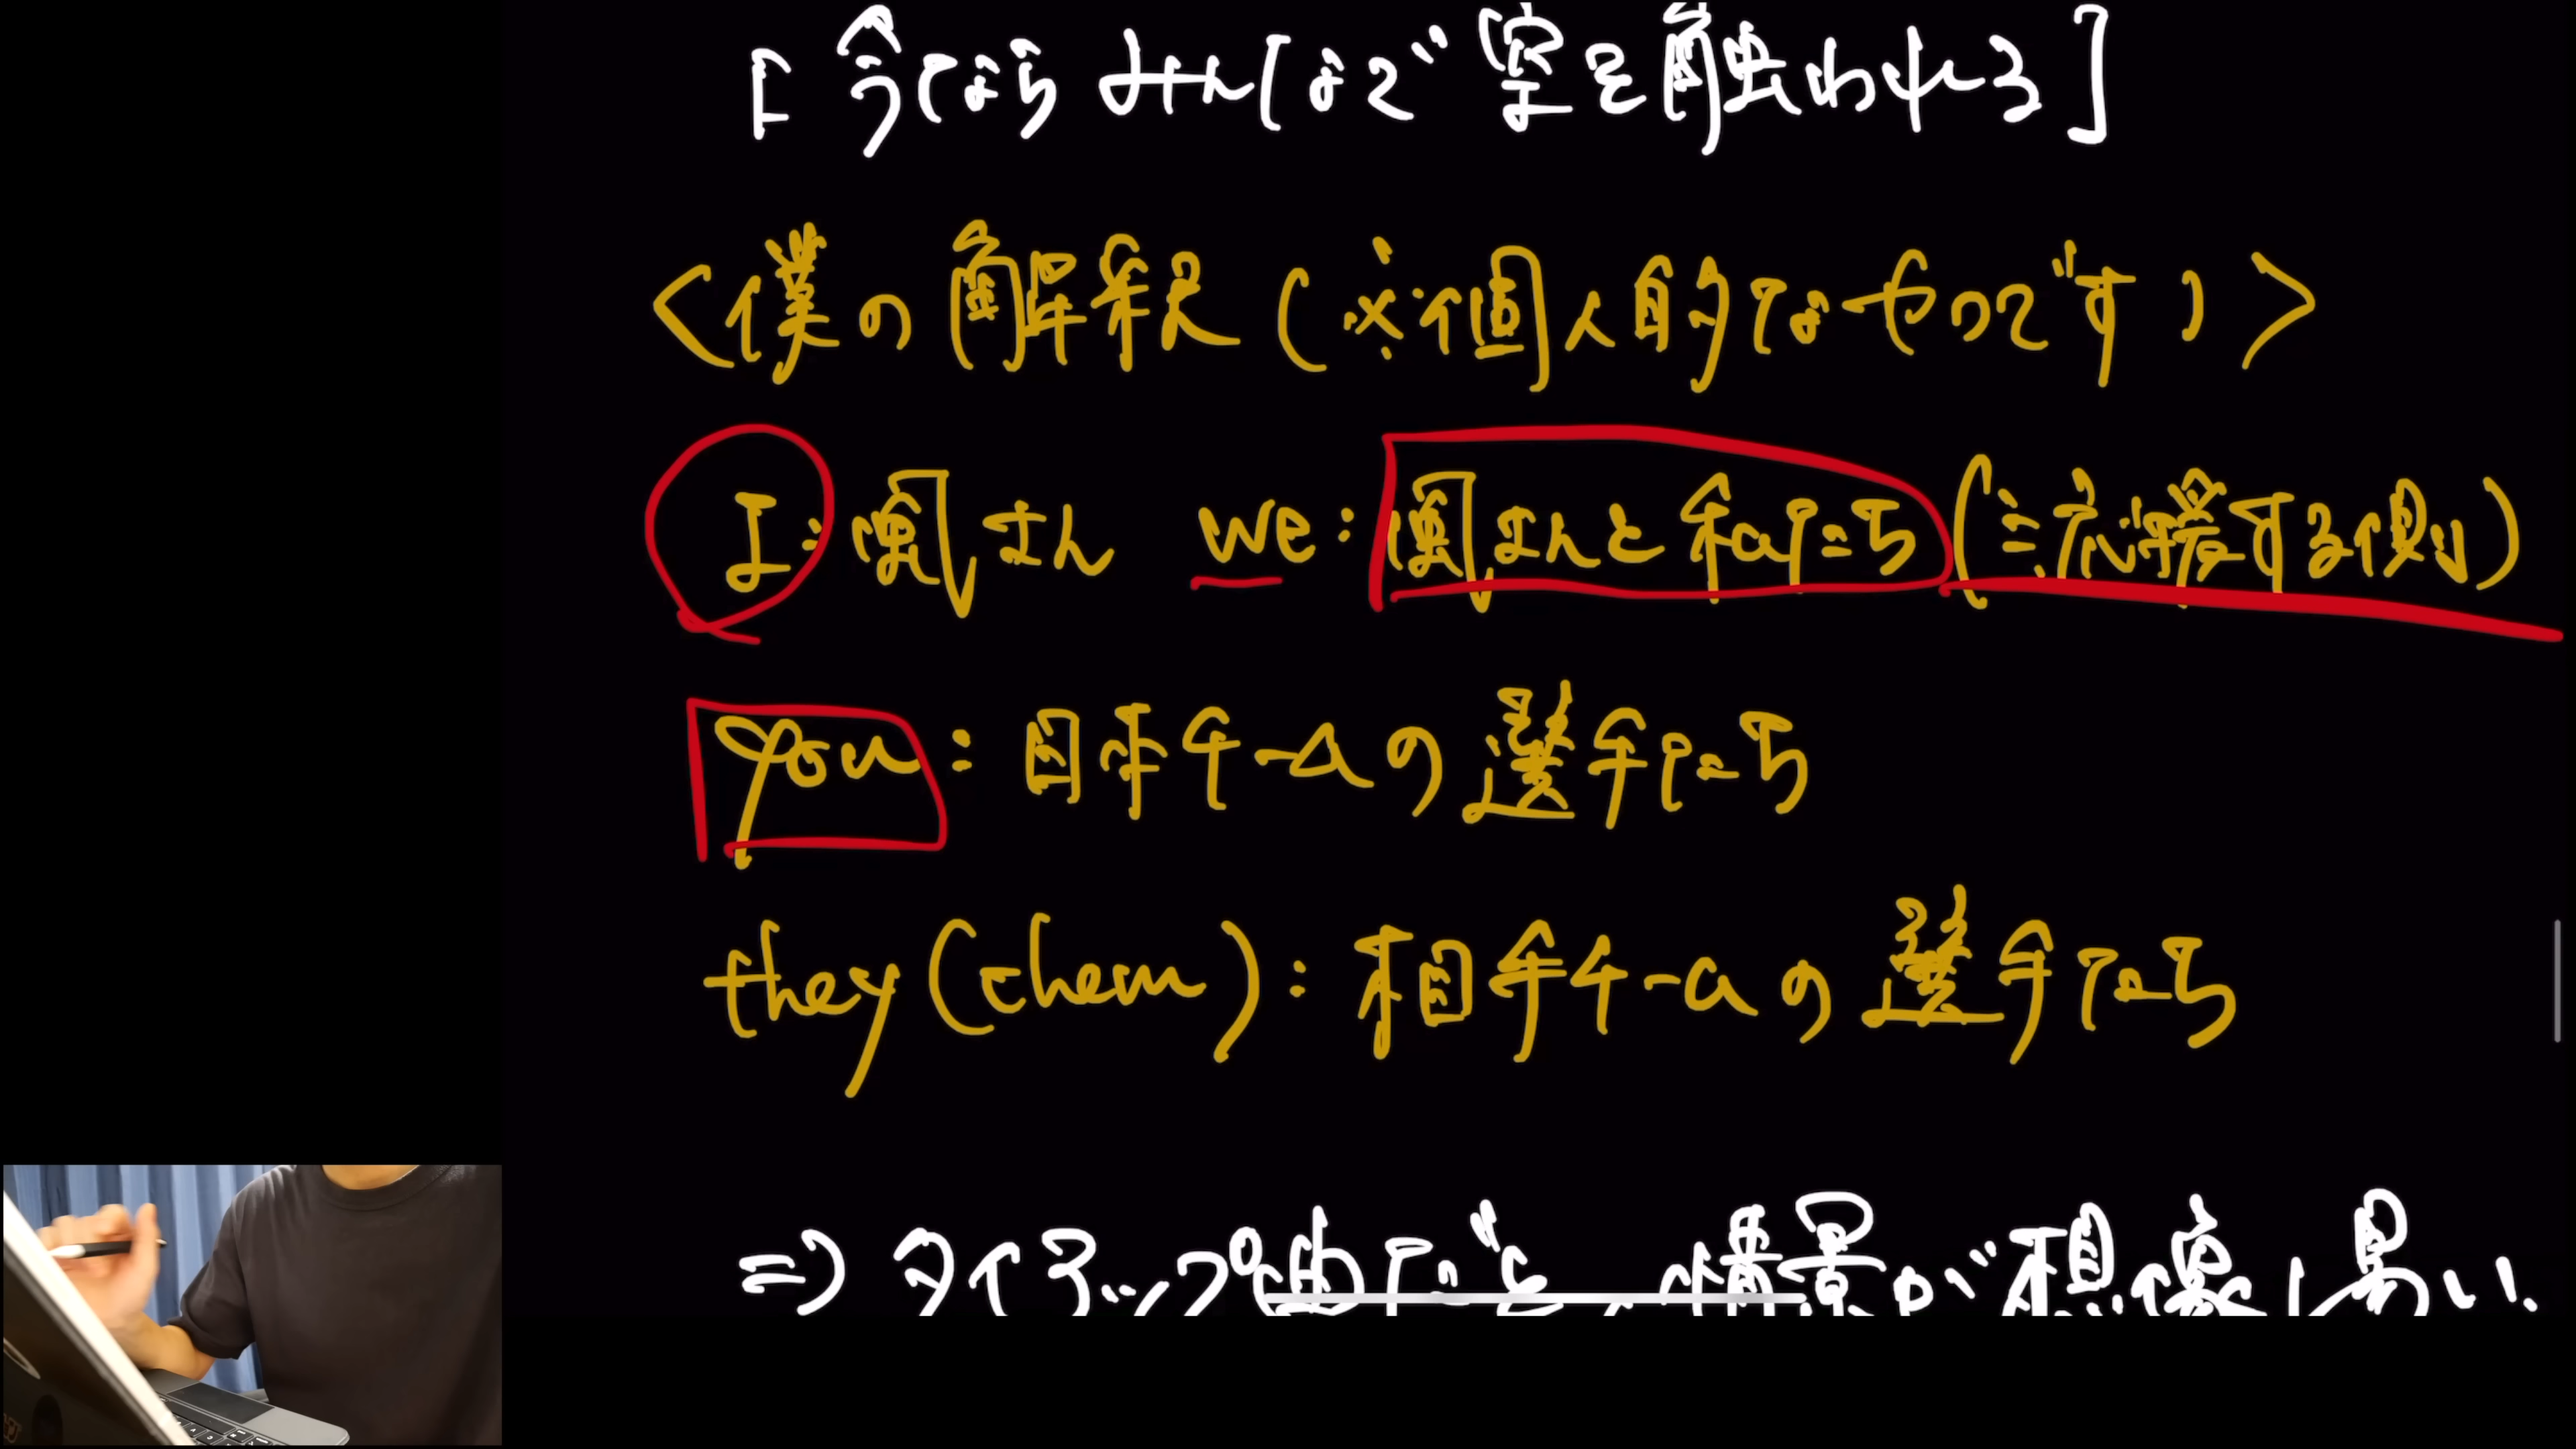 [今ならみんなで空を触われる]
<僕の解釈(※個人的なやつです)>
I:風さん we:風さんと私たち(≒応援する側)
you:日本チームの選手たち
they(them):相手チームの選手たち
⇒タイアップ曲だと、情景が想像し易い、